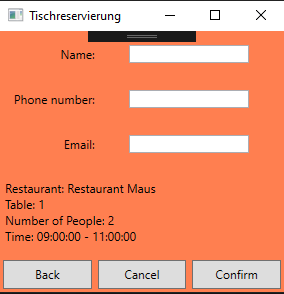 Tischreservierung
Name:
Phone number:
Email:
Restaurant: Restaurant Maus
Table: 1
Number of People: 2
Time: 09:00:00 - 11:00:00
Back Cancel Confirm